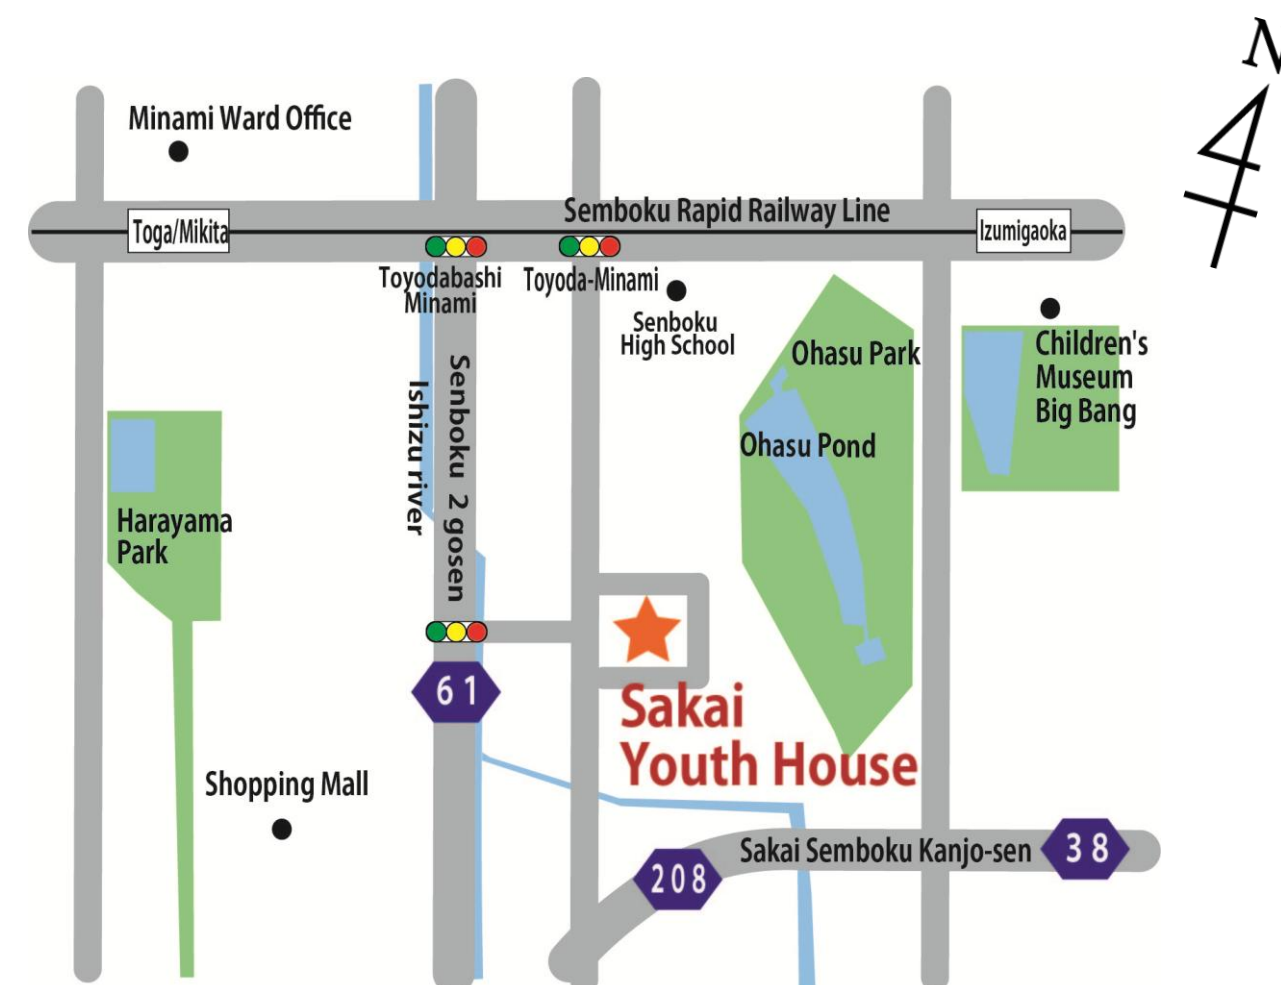 N
Minami Ward Office
Semboku Rapid Railway Line
Toga/Mikita
Izumigaoka
Toyodabashi
Minami
Toyoda-Minami
Senboku
High School
Ohasu Park
Children's
Museum
Big Bang
Senboku 2 gosen
Ishizu river
Ohasu Pond
Harayama
Park
61
Sakai
Youth House
Shopping Mall
Sakai Semboku Kanjo-sen
38
208